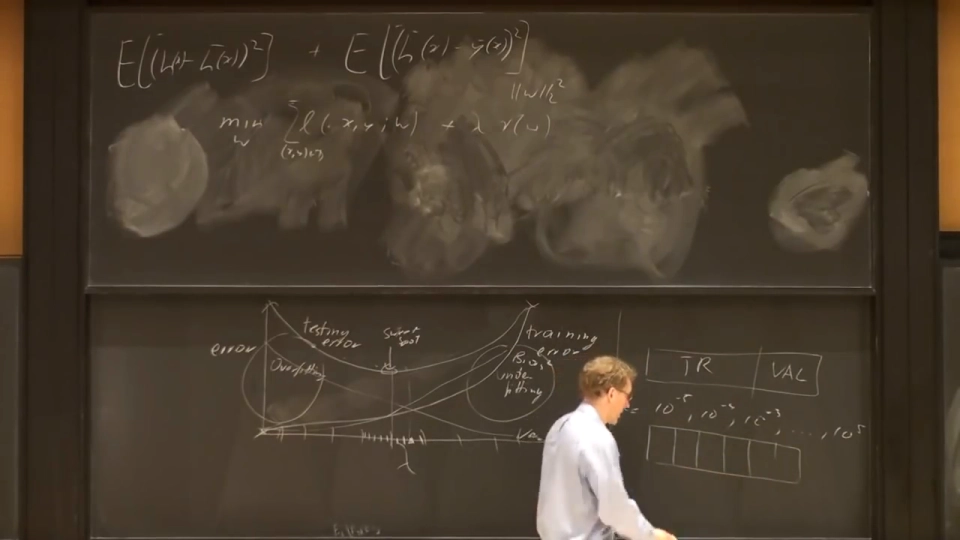 E[(h(x) - h̄(x))²] + E[(h̄(x) - ȳ(x))²]
||w||₂²
min Σ ℓ(x, y; w) + λ r(w)
w
testing
error
error
Overfitting
sweet
spot
training
error
Bias
under
fitting
λ
TR VAL
= 10⁻⁵, 10⁻⁴, 10⁻³, ..., 10⁵